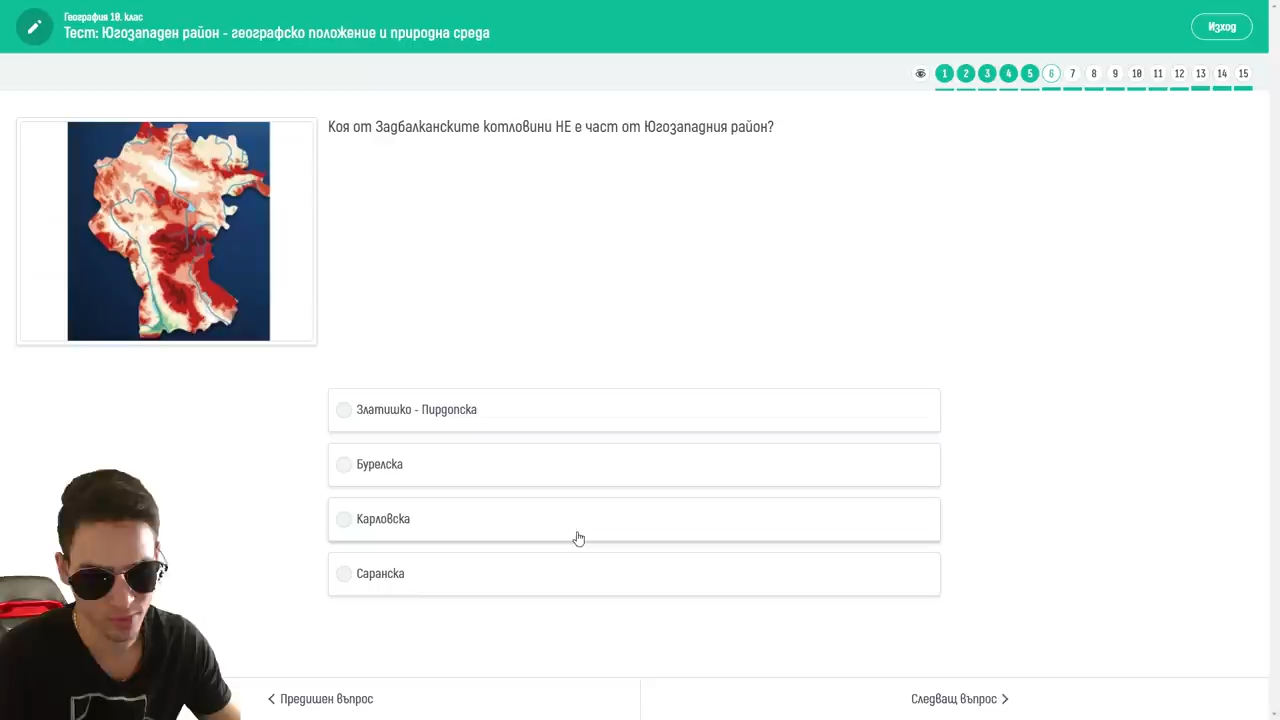 География 10. клас
Тест: Югозападен район - географско положение и природна среда
Изход
1 2 3 4 5 6 7 8 9 10 11 12 13 14 15
Коя от Задбалканските котловини НЕ е част от Югозападния район?
Златишко - Пирдопска
Бурелска
Карловска
Саранска
Предишен въпрос
Следващ въпрос